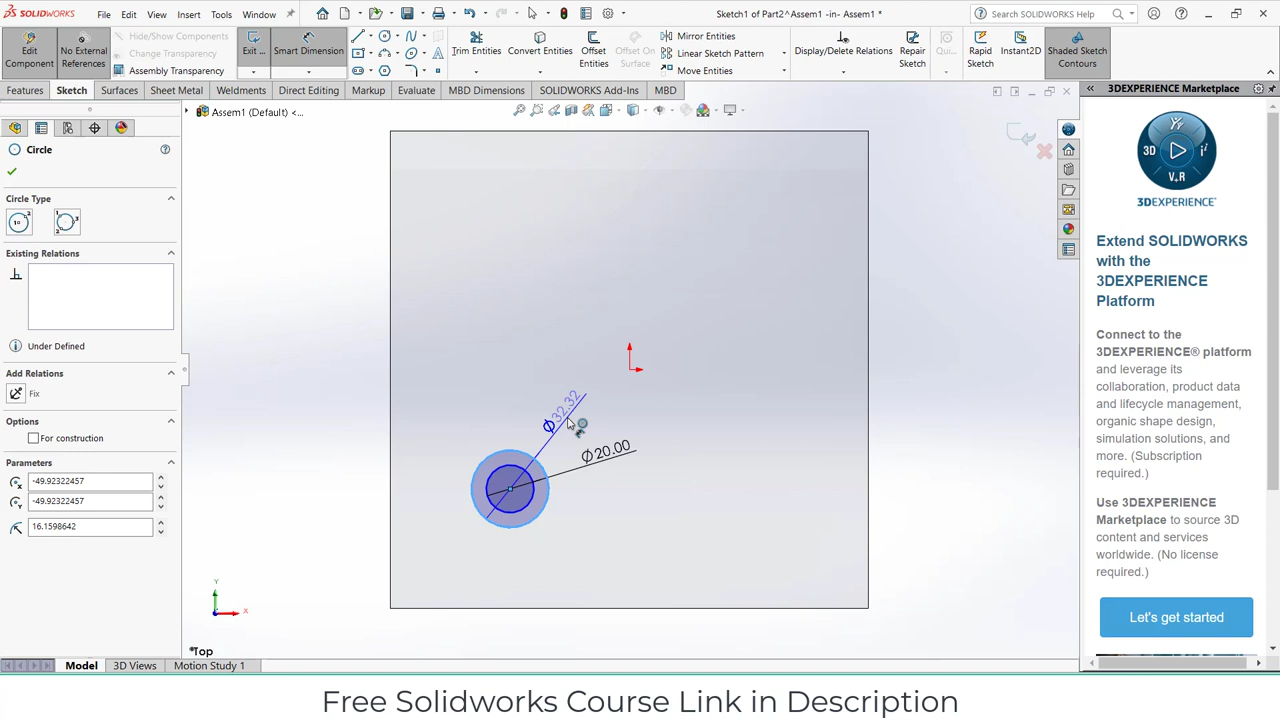 SOLIDWORKS
File
Edit
View
Insert
Tools
Window
Sketch1 of Part2^Assem1 -in- Assem1 *
Search SOLIDWORKS Help
Edit Component
No External References
Hide/Show Components
Change Transparency
Assembly Transparency
Exit ...
Smart Dimension
Trim Entities
Convert Entities
Offset Entities
Offset On Surface
Mirror Entities
Linear Sketch Pattern
Move Entities
Display/Delete Relations
Repair Sketch
Qui...
Rapid Sketch
Instant2D
Shaded Sketch Contours
Features
Sketch
Surfaces
Sheet Metal
Weldments
Direct Editing
Markup
Evaluate
MBD Dimensions
SOLIDWORKS Add-Ins
MBD
3DEXPERIENCE Marketplace
Assem1 (Default) <...
Circle
Circle Type
Existing Relations
Under Defined
Add Relations
Fix
Options
For construction
Parameters
-49.92322457
-49.92322457
16.1598642
Ø32.32
Ø20.00
Y
X
*Top
3D
V.R
3DEXPERIENCE
Extend SOLIDWORKS
with the
3DEXPERIENCE
Platform
Connect to the
3DEXPERIENCE® platform
and leverage its
collaboration, product data
and lifecycle management,
organic shape design,
simulation solutions, and
more. (Subscription
required.)
Use 3DEXPERIENCE
Marketplace to source 3D
content and services
worldwide. (No license
required.)
Let's get started
Model
3D Views
Motion Study 1
Free Solidworks Course Link in Description